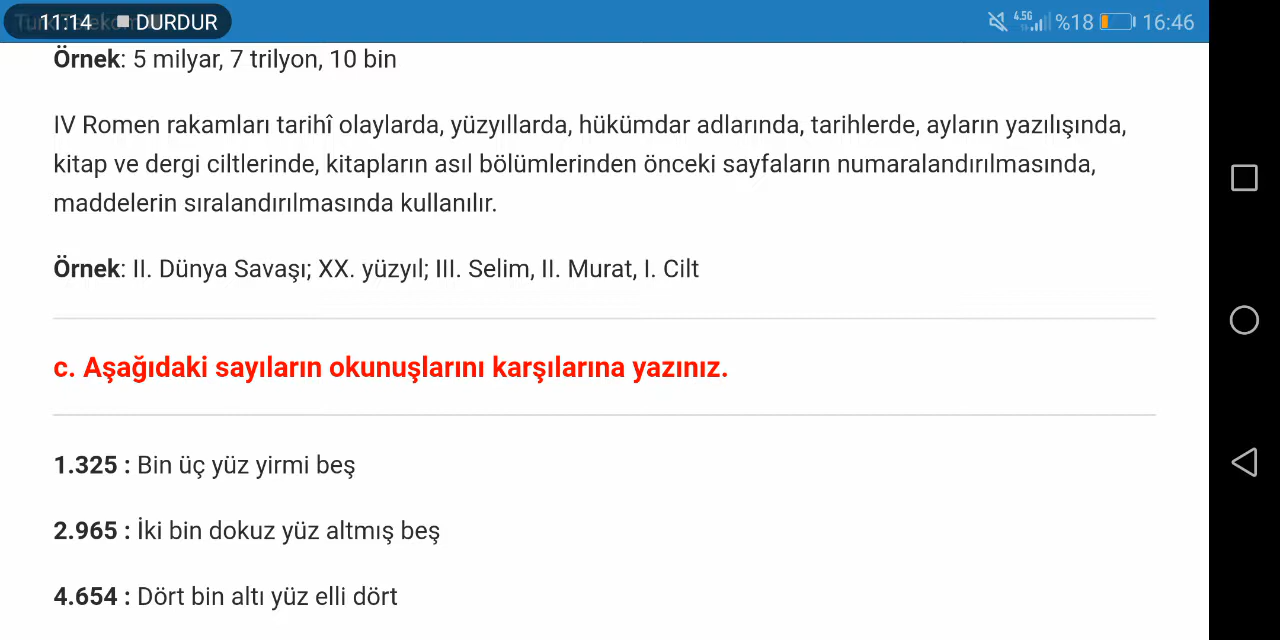 11:14 DURDUR
4.5G %18 16:46
Örnek: 5 milyar, 7 trilyon, 10 bin
IV Romen rakamları tarihî olaylarda, yüzyıllarda, hükümdar adlarında, tarihlerde, ayların yazılışında,
kitap ve dergi ciltlerinde, kitapların asıl bölümlerinden önceki sayfaların numaralandırılmasında,
maddelerin sıralandırılmasında kullanılır.
Örnek: II. Dünya Savaşı; XX. yüzyıl; III. Selim, II. Murat, I. Cilt
c. Aşağıdaki sayıların okunuşlarını karşılarına yazınız.
1.325 : Bin üç yüz yirmi beş
2.965 : İki bin dokuz yüz altmış beş
4.654 : Dört bin altı yüz elli dört